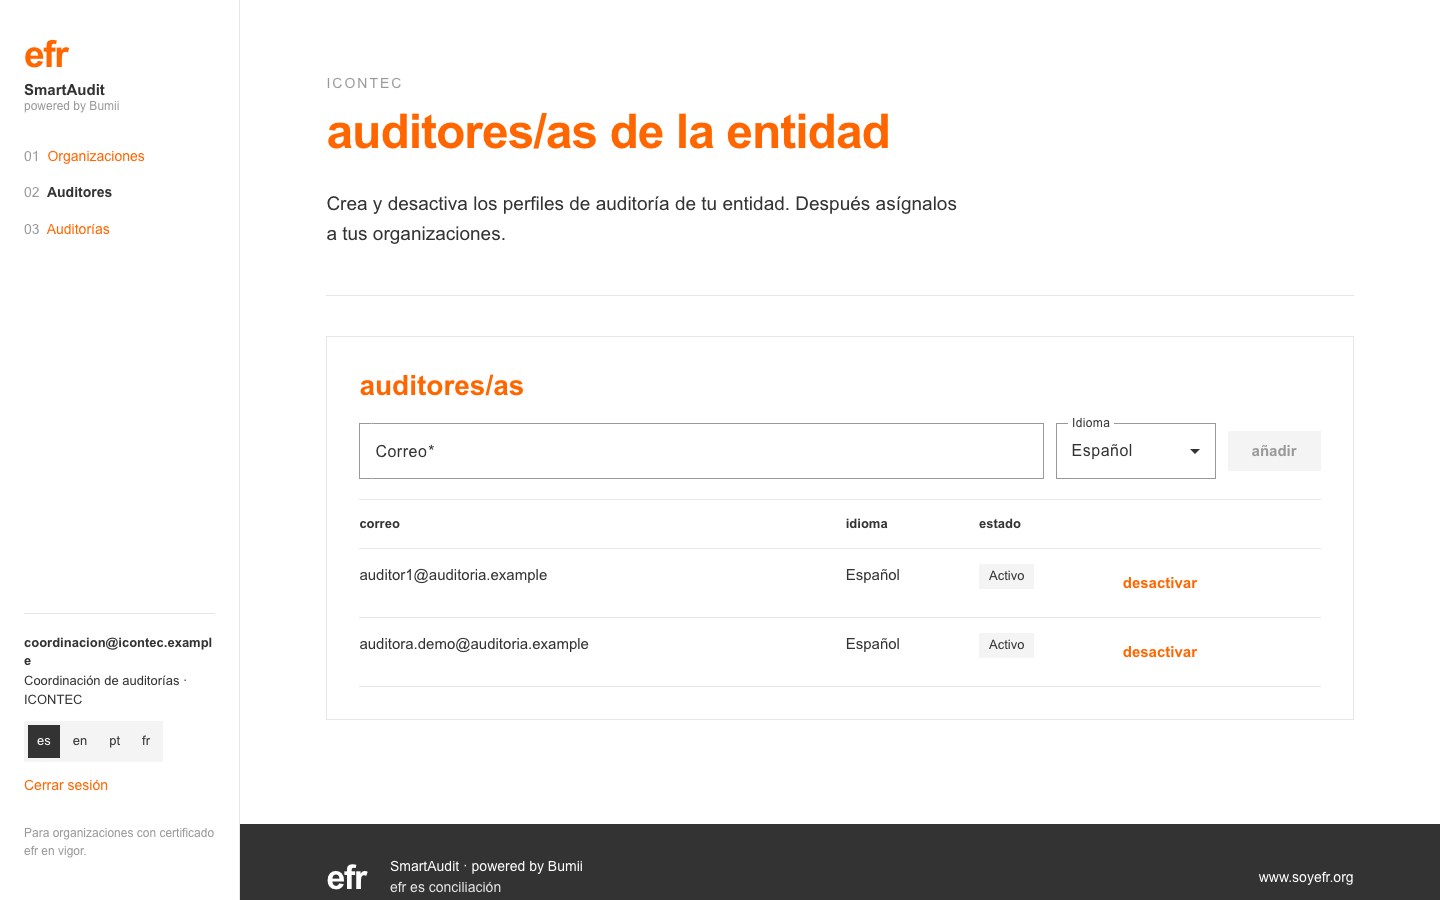 efr
SmartAudit
powered by Bumii
01 Organizaciones
02 Auditores
03 Auditorías
coordinacion@icontec.exampl
e
Coordinación de auditorías ·
ICONTEC
es en pt fr
Cerrar sesión
Para organizaciones con certificado
efr en vigor.
ICONTEC
auditores/as de la entidad
Crea y desactiva los perfiles de auditoría de tu entidad. Después asígnalos
a tus organizaciones.
auditores/as
Correo*
Idioma
Español
añadir
correo idioma estado
auditor1@auditoria.example Español Activo desactivar
auditora.demo@auditoria.example Español Activo desactivar
efr
SmartAudit · powered by Bumii
efr es conciliación
www.soyefr.org